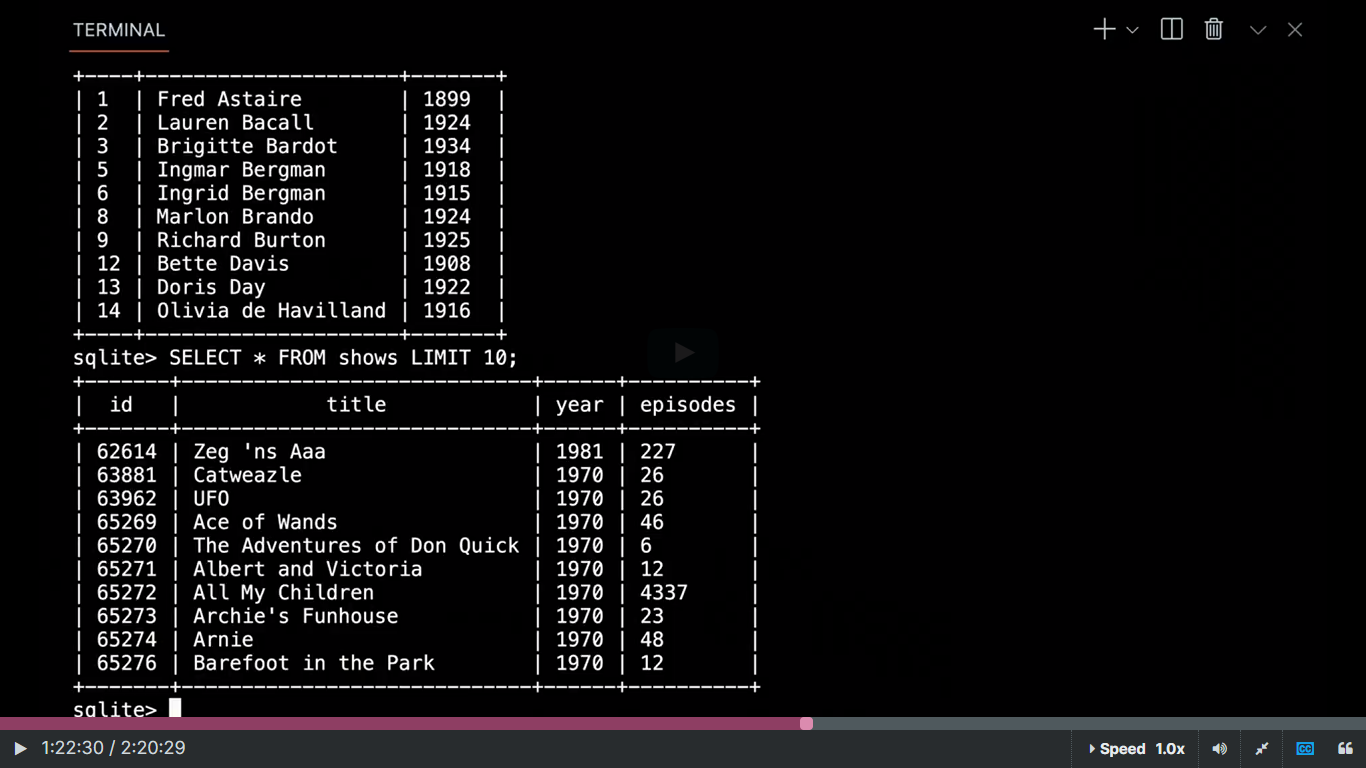 TERMINAL
+----+---------------------+-------+
| 1  | Fred Astaire        | 1899  |
| 2  | Lauren Bacall       | 1924  |
| 3  | Brigitte Bardot     | 1934  |
| 5  | Ingmar Bergman      | 1918  |
| 6  | Ingrid Bergman      | 1915  |
| 8  | Marlon Brando       | 1924  |
| 9  | Richard Burton      | 1925  |
| 12 | Bette Davis         | 1908  |
| 13 | Doris Day           | 1922  |
| 14 | Olivia de Havilland | 1916  |
+----+---------------------+-------+
sqlite> SELECT * FROM shows LIMIT 10;
+-------+-----------------------------+------+----------+
|  id   |            title            | year | episodes |
+-------+-----------------------------+------+----------+
| 62614 | Zeg 'ns Aaa                 | 1981 | 227      |
| 63881 | Catweazle                   | 1970 | 26       |
| 63962 | UFO                         | 1970 | 26       |
| 65269 | Ace of Wands                | 1970 | 46       |
| 65270 | The Adventures of Don Quick | 1970 | 6        |
| 65271 | Albert and Victoria         | 1970 | 12       |
| 65272 | All My Children             | 1970 | 4337     |
| 65273 | Archie's Funhouse           | 1970 | 23       |
| 65274 | Arnie                       | 1970 | 48       |
| 65276 | Barefoot in the Park        | 1970 | 12       |
+-------+-----------------------------+------+----------+
sqlite>
1:22:30 / 2:20:29 Speed 1.0x CC